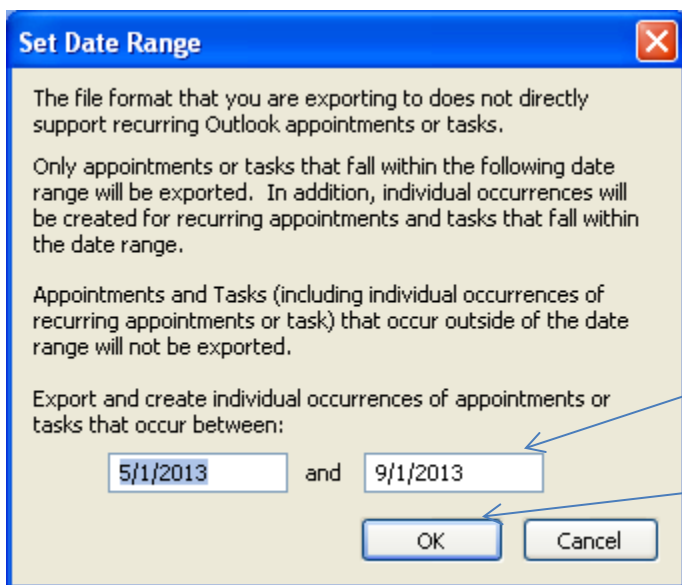 Set Date Range
The file format that you are exporting to does not directly
support recurring Outlook appointments or tasks.
Only appointments or tasks that fall within the following date
range will be exported.  In addition, individual occurrences will
be created for recurring appointments and tasks that fall within
the date range.
Appointments and Tasks (including individual occurrences of
recurring appointments or task) that occur outside of the date
range will not be exported.
Export and create individual occurrences of appointments or
tasks that occur between:
5/1/2013 and 9/1/2013
OK Cancel